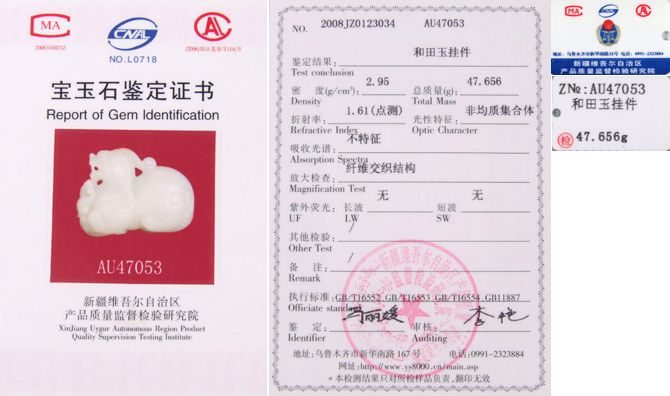 MA
2006310021Z
CNAL
NO.L0718
CAL
宝玉石鉴定证书
Report of Gem Identification
AU47053
新疆维吾尔自治区
产品质量监督检验研究院
XinJiang Uygur Autonomous Region Product
Quality Supervision Testing Institute
NO. 2008JZ0123034 AU47053
鉴定结果: 和田玉挂件
Test conclusion
密 度(g/cm³): 2.95 总质量(g): 47.656
Density Total Mass
折射率: 1.61(点测) 光性特征: 非均质集合体
Refractive Index Optic Character
吸收光谱: 不特征
Absorption Spectra
放大检查: 纤维交织结构
Magnification Test
紫外荧光: 长波 无 短波 无
UF LW SW
其他检验: /
Other Test
备 注: /
Remark
执行标准: GB/T16552 GB/T16553 GB/T16554 GB11887
Officiate standard
鉴 定: 审核:
Identifier Auditing
地址:乌鲁木齐市新华南路 167 号 电话:0991-2323884
网址:http://www.ys8000.cn/main.asp
*本检测结果只对所检样品负责,翻印无效
新疆维吾尔自治区
产品质量监督检验研究院
ZNo:AU47053
和田玉挂件
检 47.656g